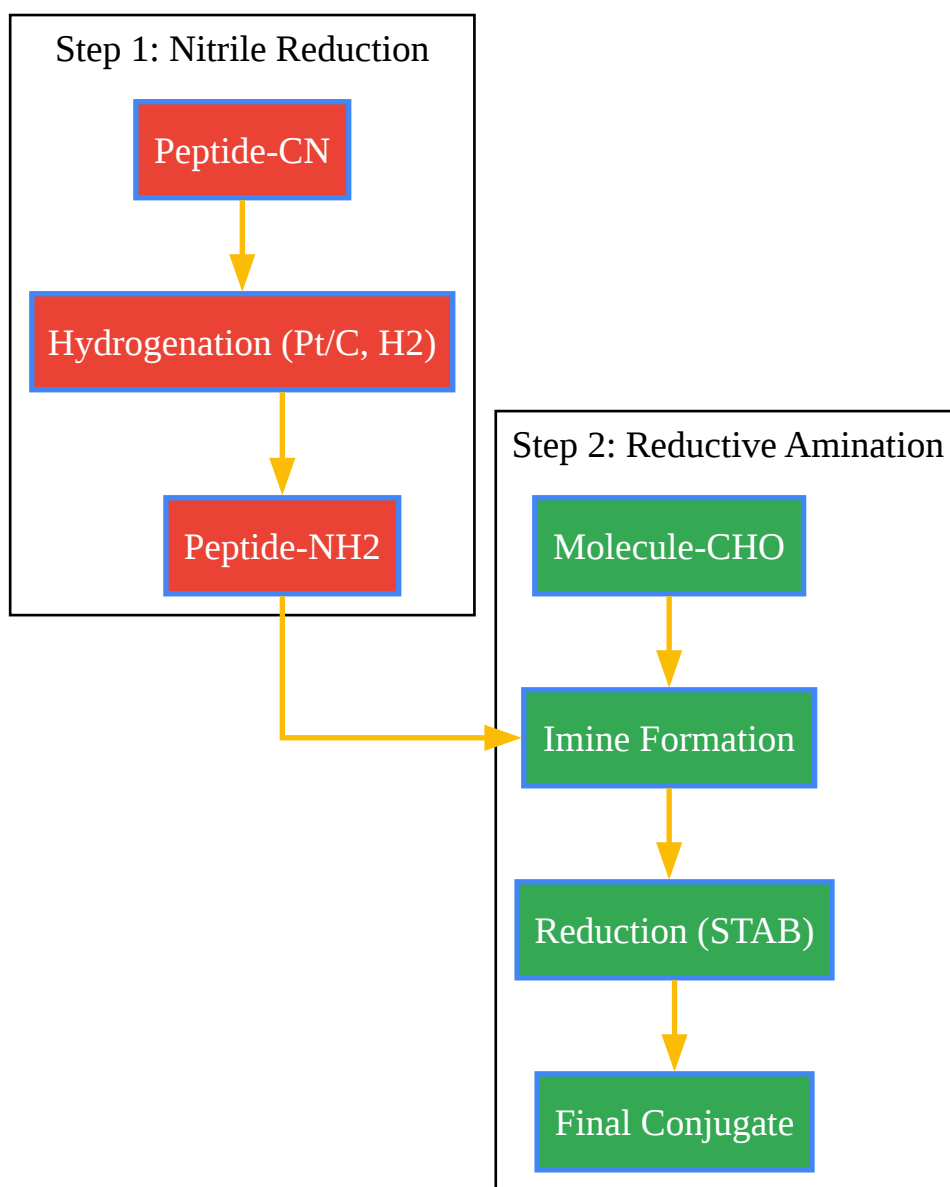 Step 1: Nitrile Reduction
Peptide-CN
Hydrogenation (Pt/C, H2)
Peptide-NH2
Step 2: Reductive Amination
Molecule-CHO
Imine Formation
Reduction (STAB)
Final Conjugate